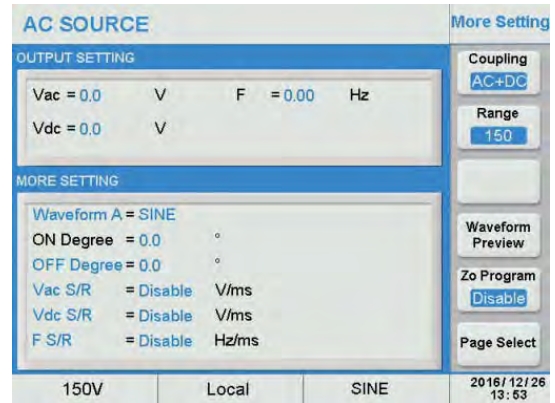 AC SOURCE
More Setting
OUTPUT SETTING
Vac = 0.0 V F = 0.00 Hz
Vdc = 0.0 V
MORE SETTING
Waveform A = SINE
ON Degree = 0.0 °
OFF Degree = 0.0 °
Vac S/R = Disable V/ms
Vdc S/R = Disable V/ms
F S/R = Disable Hz/ms
Coupling
AC+DC
Range
150
Waveform
Preview
Zo Program
Disable
Page Select
150V Local SINE
2016/12/26
13:53